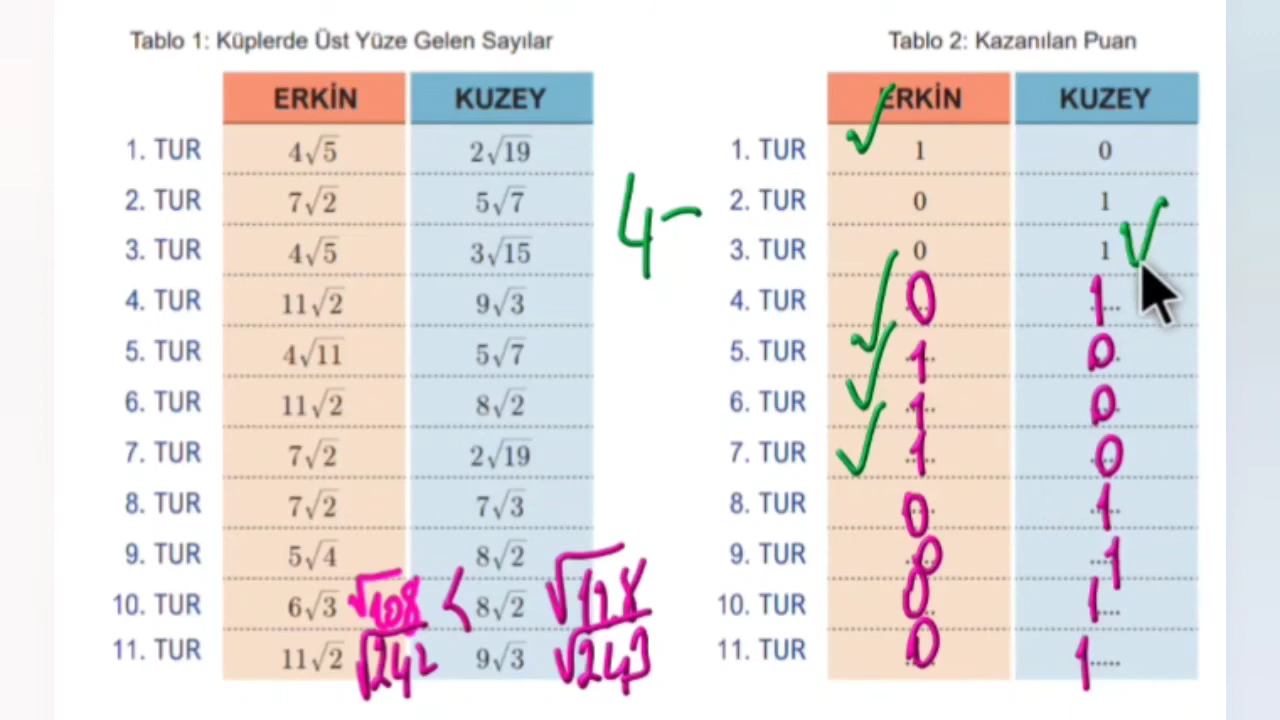 Tablo 1: Küplerde Üst Yüze Gelen Sayılar
ERKİN KUZEY
1. TUR 4√5 2√19
2. TUR 7√2 5√7
3. TUR 4√5 3√15
4. TUR 11√2 9√3
5. TUR 4√11 5√7
6. TUR 11√2 8√2
7. TUR 7√2 2√19
8. TUR 7√2 7√3
9. TUR 5√4 8√2
10. TUR 6√3 √108 < 8√2 √128
11. TUR 11√2 √242 9√3 √243
4-
Tablo 2: Kazanılan Puan
ERKİN KUZEY
1. TUR 1 0
2. TUR 0 1
3. TUR 0 1
4. TUR 0 1
5. TUR 1 0
6. TUR 1 0
7. TUR 1 0
8. TUR 0 1
9. TUR 0 1
10. TUR 0 1
11. TUR 0 1